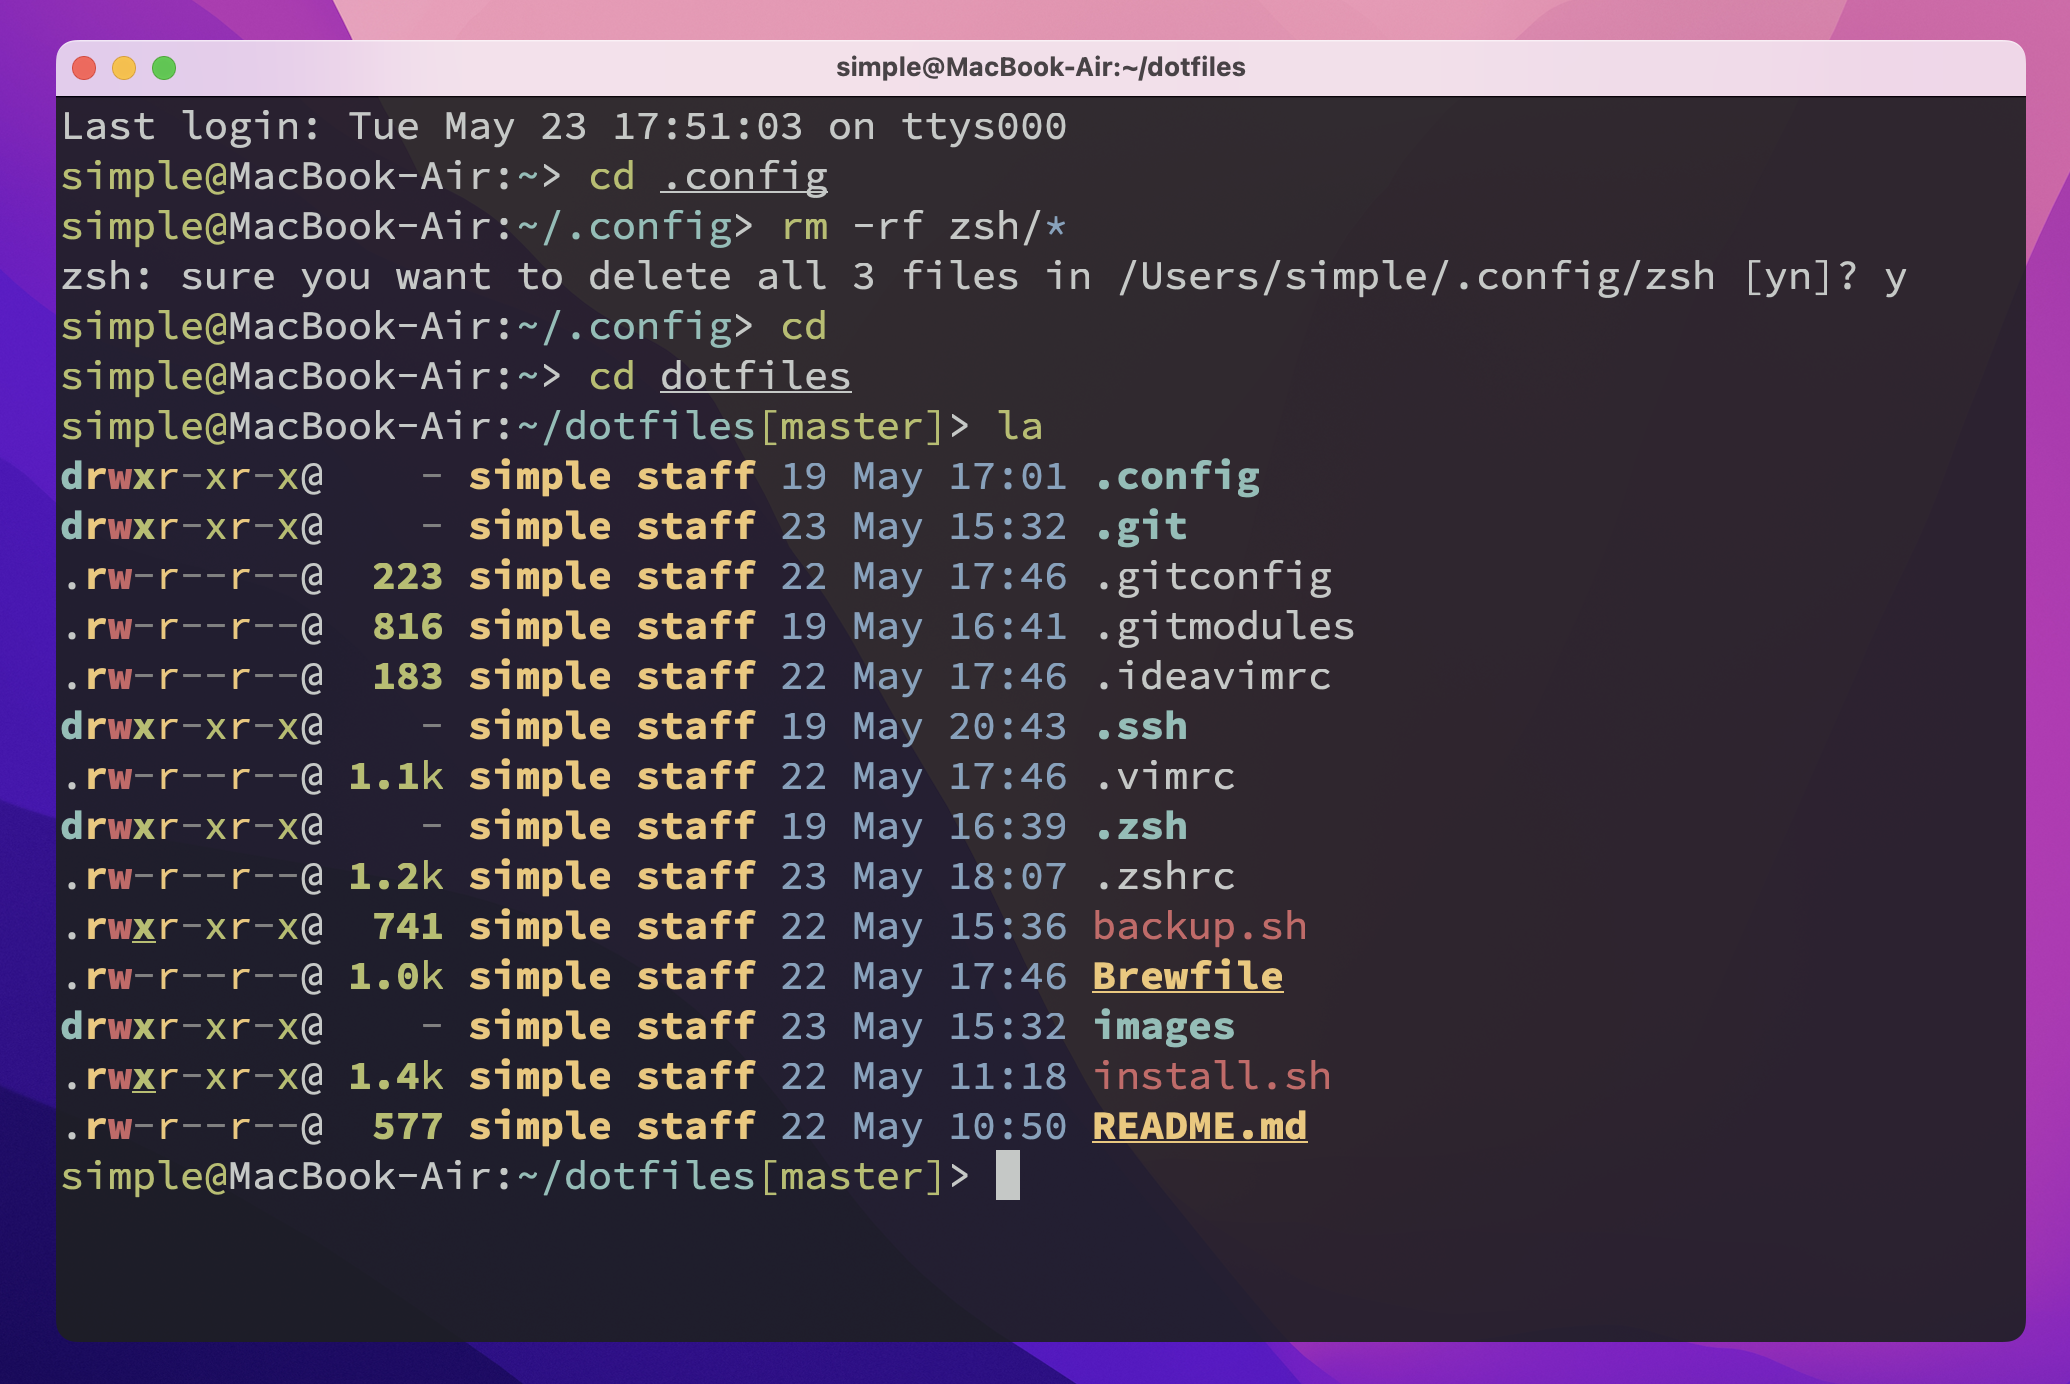 simple@MacBook-Air:~/dotfiles
Last login: Tue May 23 17:51:03 on ttys000
simple@MacBook-Air:~> cd .config
simple@MacBook-Air:~/.config> rm -rf zsh/*
zsh: sure you want to delete all 3 files in /Users/simple/.config/zsh [yn]? y
simple@MacBook-Air:~/.config> cd
simple@MacBook-Air:~> cd dotfiles
simple@MacBook-Air:~/dotfiles[master]> la
drwxr-xr-x@    - simple staff 19 May 17:01 .config
drwxr-xr-x@    - simple staff 23 May 15:32 .git
.rw-r--r--@  223 simple staff 22 May 17:46 .gitconfig
.rw-r--r--@  816 simple staff 19 May 16:41 .gitmodules
.rw-r--r--@  183 simple staff 22 May 17:46 .ideavimrc
drwxr-xr-x@    - simple staff 19 May 20:43 .ssh
.rw-r--r--@ 1.1k simple staff 22 May 17:46 .vimrc
drwxr-xr-x@    - simple staff 19 May 16:39 .zsh
.rw-r--r--@ 1.2k simple staff 23 May 18:07 .zshrc
.rwxr-xr-x@  741 simple staff 22 May 15:36 backup.sh
.rw-r--r--@ 1.0k simple staff 22 May 17:46 Brewfile
drwxr-xr-x@    - simple staff 23 May 15:32 images
.rwxr-xr-x@ 1.4k simple staff 22 May 11:18 install.sh
.rw-r--r--@  577 simple staff 22 May 10:50 README.md
simple@MacBook-Air:~/dotfiles[master]>